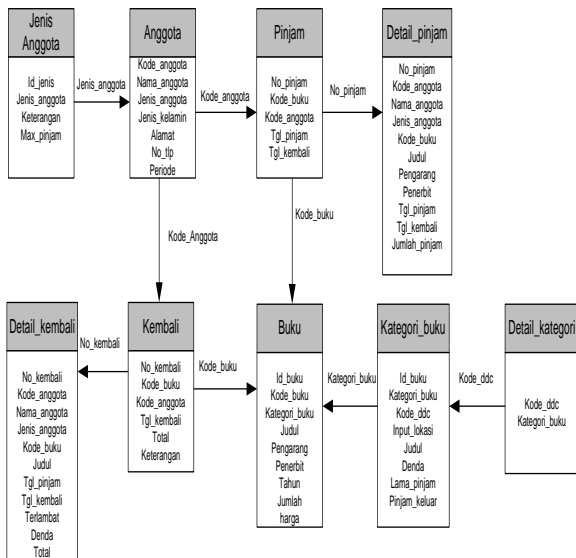 Jenis
Anggota
Id_jenis
Jenis_anggota
Keterangan
Max_pinjam
Jenis_anggota
Anggota
Kode_anggota
Nama_anggota
Jenis_anggota
Jenis_kelamin
Alamat
No_tlp
Periode
Kode_anggota
Pinjam
No_pinjam
Kode_buku
Kode_anggota
Tgl_pinjam
Tgl_kembali
No_pinjam
Detail_pinjam
No_pinjam
Kode_anggota
Nama_anggota
Jenis_anggota
Kode_buku
Judul
Pengarang
Penerbit
Tgl_pinjam
Tgl_kembali
Jumlah_pinjam
Kode_Anggota
Kode_buku
Detail_kembali
No_kembali
Kode_anggota
Nama_anggota
Jenis_anggota
Kode_buku
Judul
Tgl_pinjam
Tgl_kembali
Terlambat
Denda
Total
No_kembali
Kembali
No_kembali
Kode_buku
Kode_anggota
Tgl_kembali
Total
Keterangan
Kode_buku
Buku
Id_buku
Kode_buku
Kategori_buku
Judul
Pengarang
Penerbit
Tahun
Jumlah
harga
Kategori_buku
Kategori_buku
Id_buku
Kategori_buku
Kode_ddc
Input_lokasi
Judul
Denda
Lama_pinjam
Pinjam_keluar
Kode_ddc
Detail_kategori
Kode_ddc
Kategori_buku